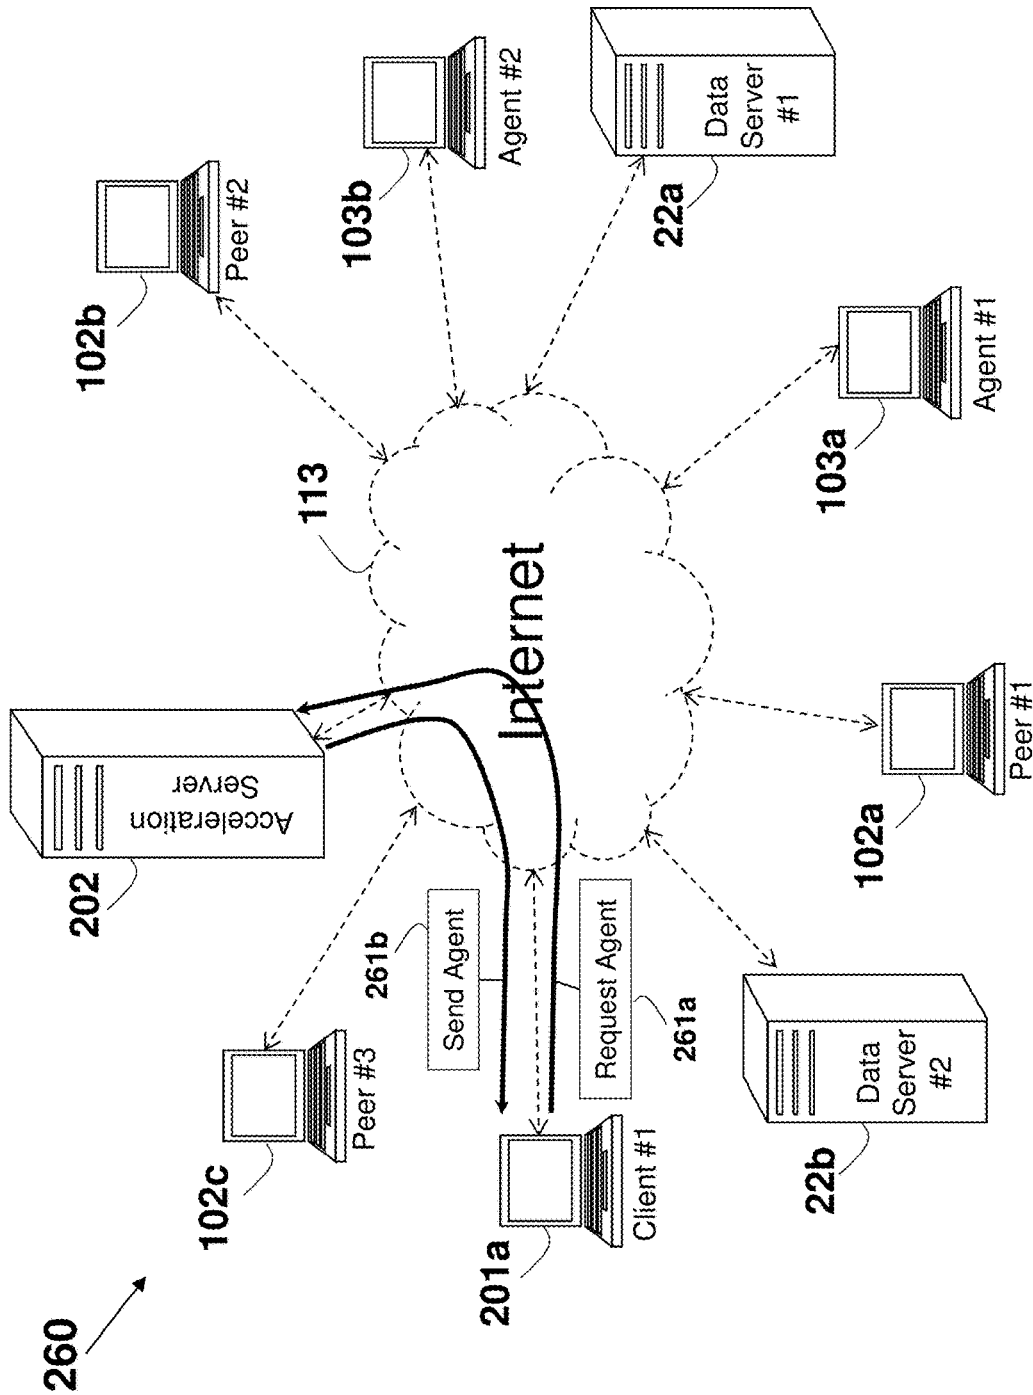 260
102c
Peer #3
202
Acceleration
Server
113
102b
Peer #2
103b
Agent #2
201a
Client #1
261b
Send Agent
Request Agent
261a
Internet
22a
Data
Server
#1
22b
Data
Server
#2
102a
Peer #1
103a
Agent #1